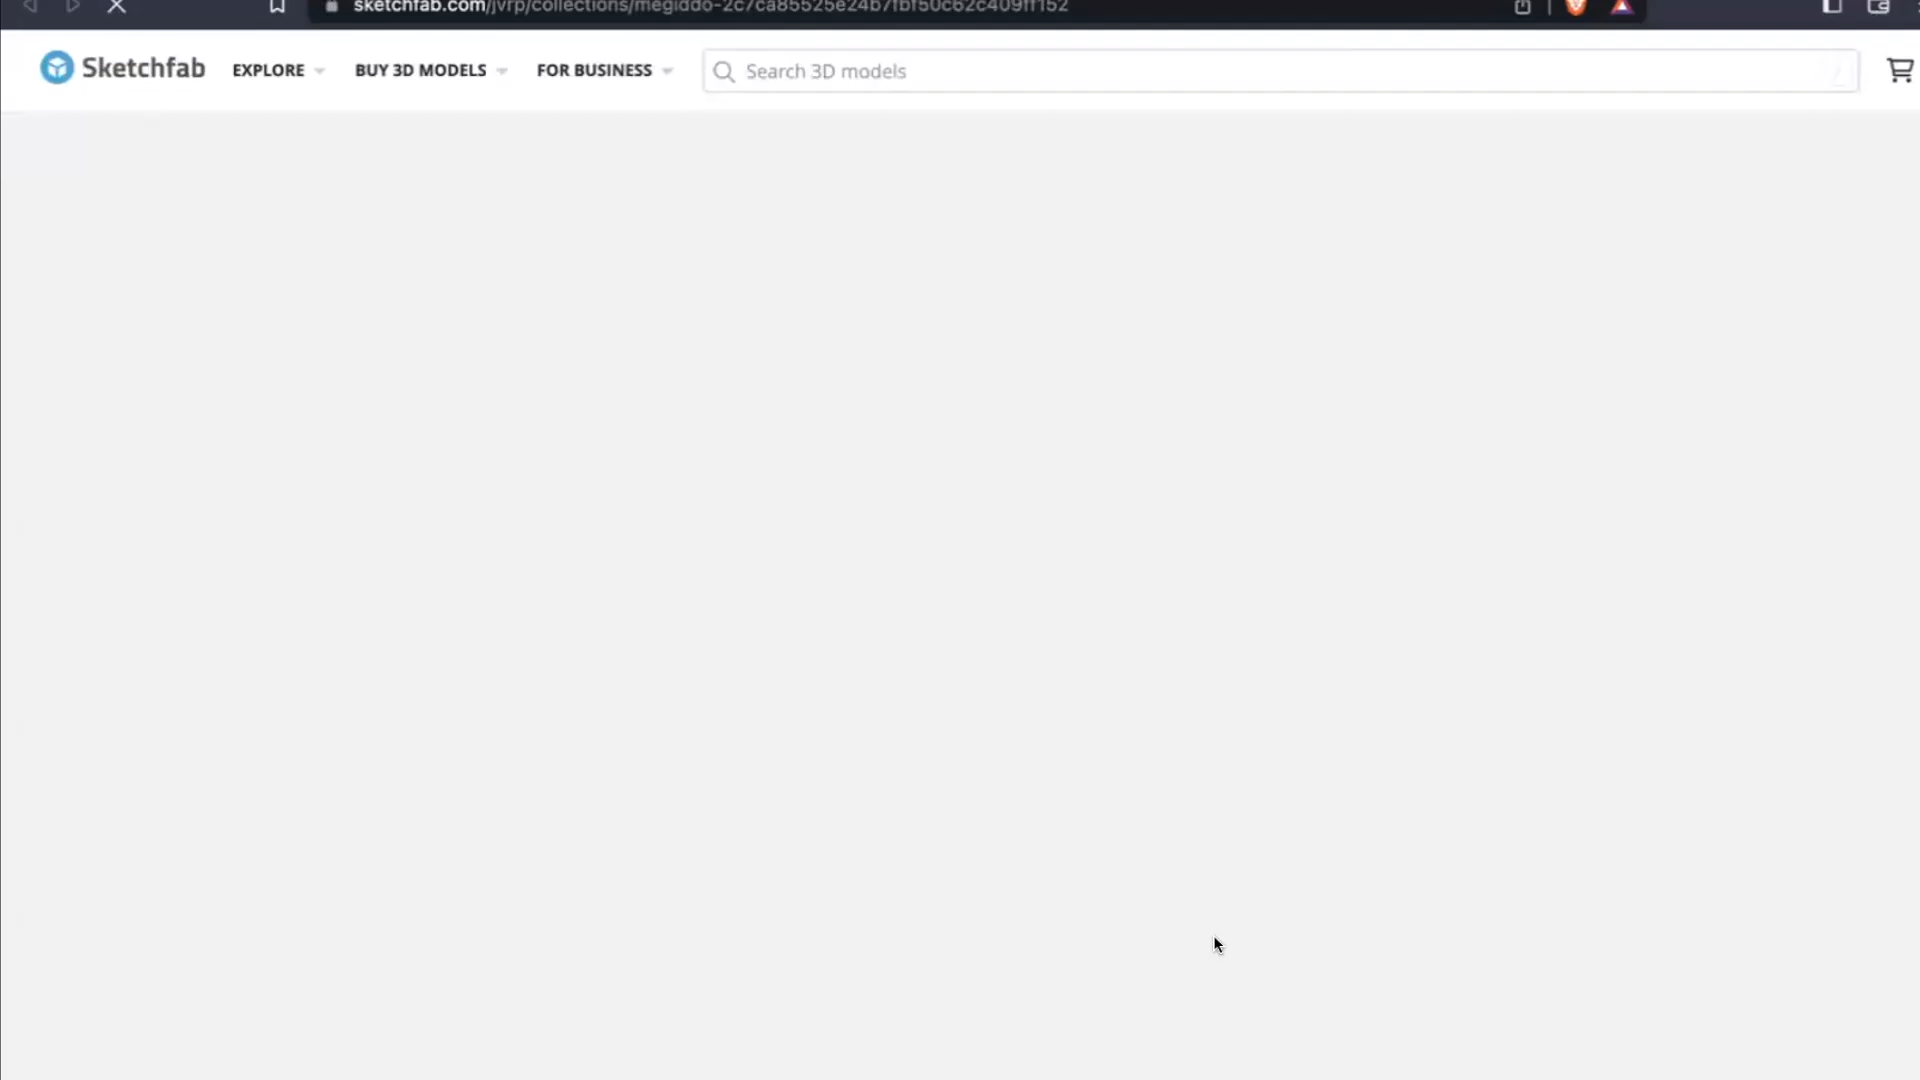 sketchfab.com/jvrp/collections/megiddo-2c7ca85525e24b7fbf50c62c409ff152
Sketchfab EXPLORE BUY 3D MODELS FOR BUSINESS Search 3D models